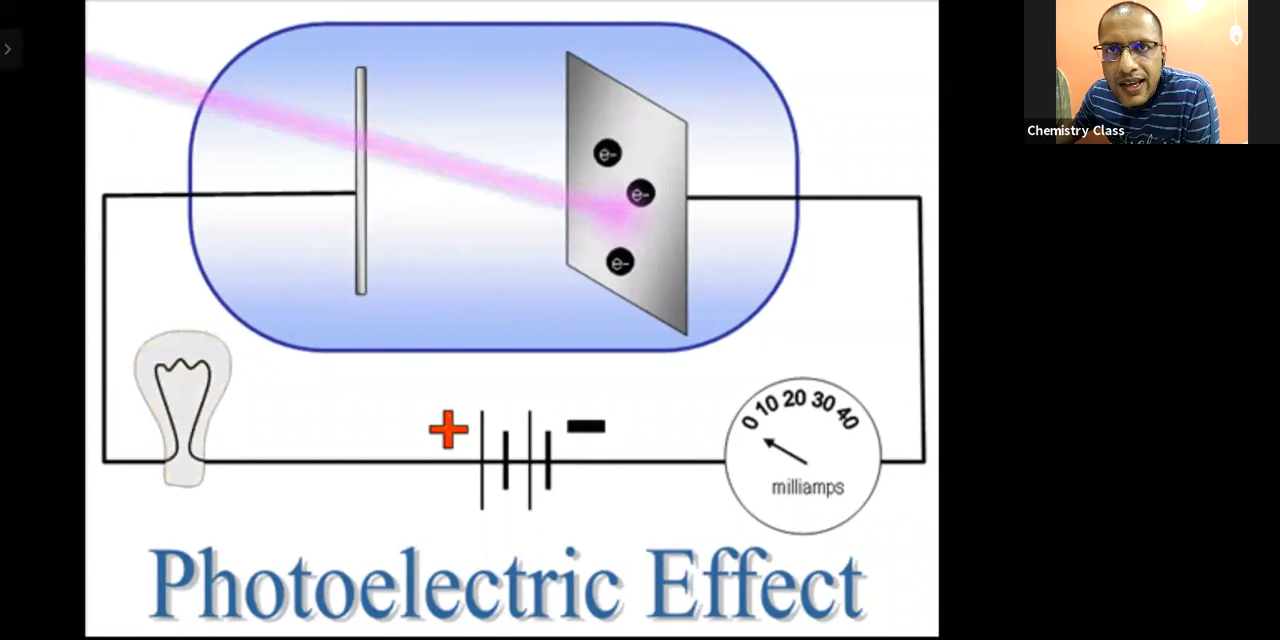 e-
e-
e-
+
-
0 10 20 30 40
milliamps
Photoelectric Effect
Chemistry Class